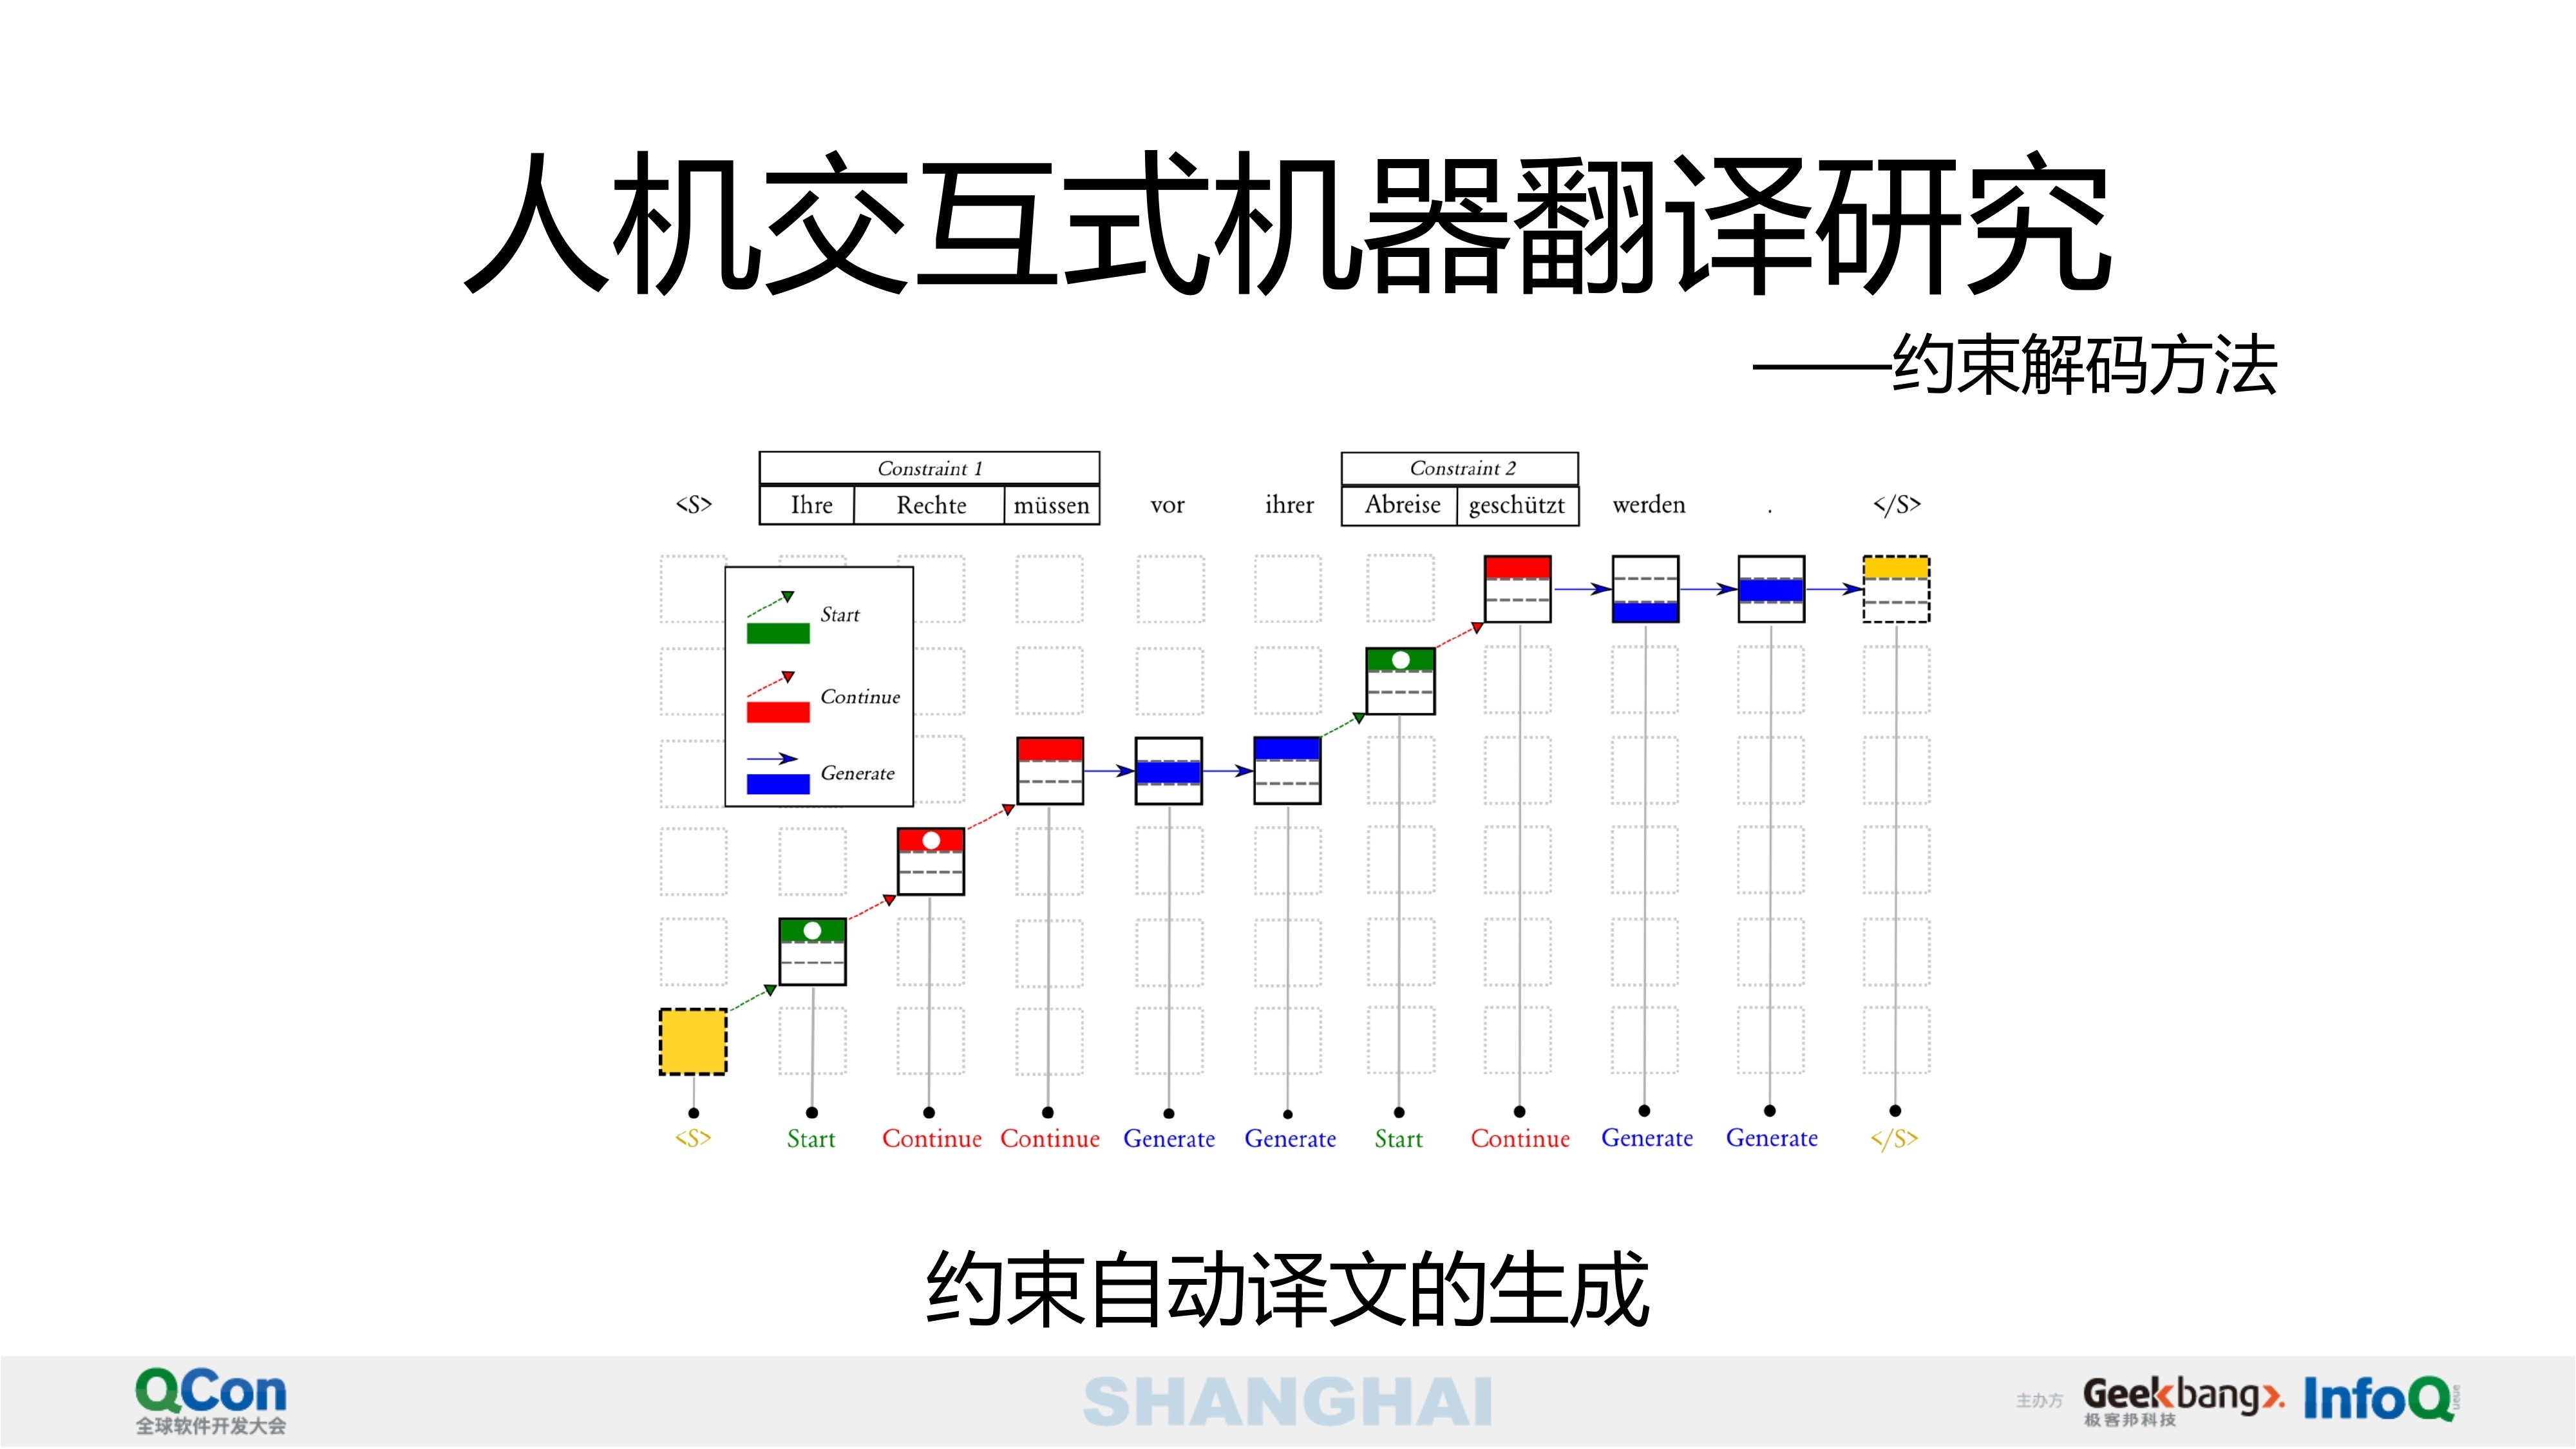 人机交互式机器翻译研究
——约束解码方法
Constraint 1
Constraint 2
<S> Ihre Rechte müssen vor ihrer Abreise geschützt werden . </S>
Start
Continue
Generate
<S> Start Continue Continue Generate Generate Start Continue Generate Generate </S>
约束自动译文的生成
QCon
全球软件开发大会
SHANGHAI
主办方
Geekbang>.
极客邦科技
InfoQ